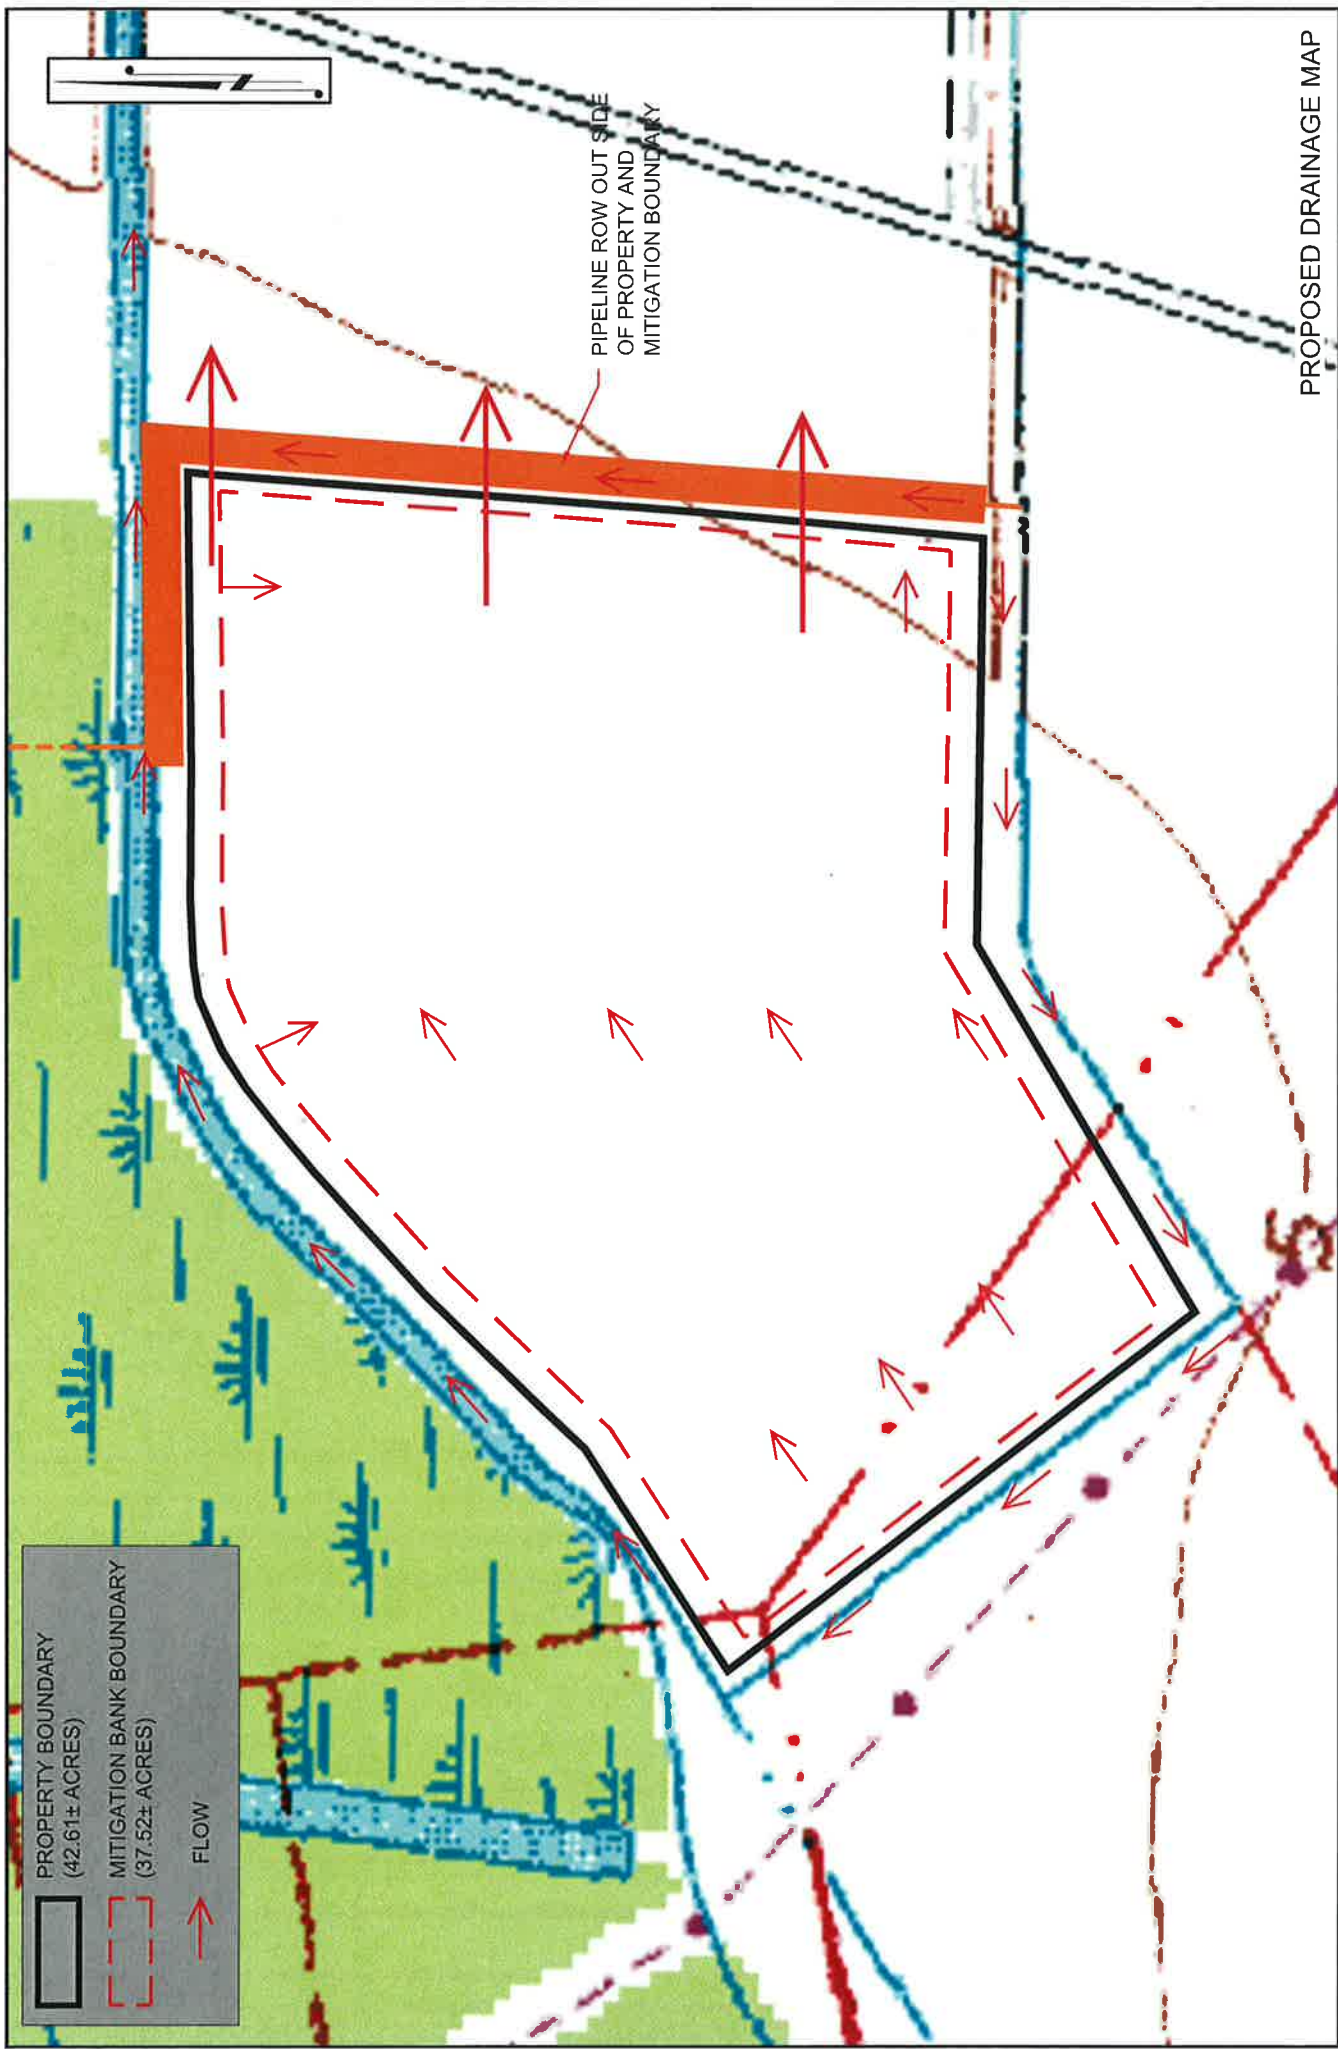 PROPERTY BOUNDARY
(42.61± ACRES)
MITIGATION BANK BOUNDARY
(37.52± ACRES)
FLOW
PIPELINE ROW OUT SIDE
OF PROPERTY AND
MITIGATION BOUNDARY
PROPOSED DRAINAGE MAP